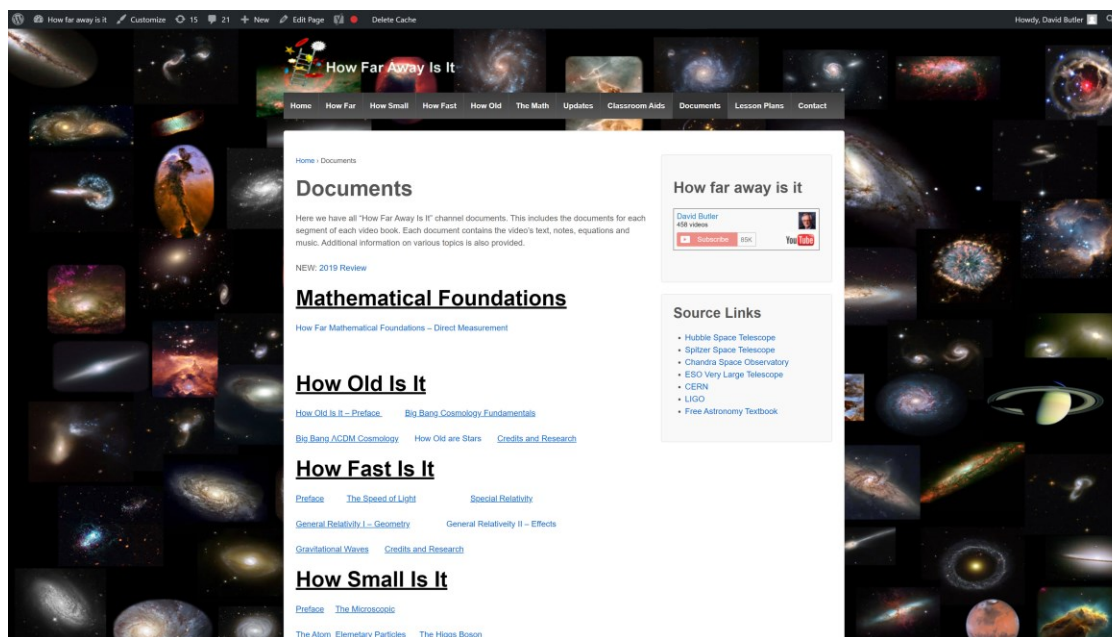 How far away is it Customize 15 21 + New Edit Page Delete Cache Howdy, David Butler
How Far Away Is It
Home How Far How Small How Fast How Old The Math Updates Classroom Aids Documents Lesson Plans Contact
Home › Documents
Documents
Here we have all “How Far Away Is It” channel documents. This includes the documents for each
segment of each video book. Each document contains the video’s text, notes, equations and
music. Additional information on various topics is also provided.
NEW: 2019 Review
Mathematical Foundations
How Far Mathematical Foundations – Direct Measurement
How Old Is It
How Old Is It – Preface Big Bang Cosmology Fundamentals
Big Bang ΛCDM Cosmology How Old are Stars Credits and Research
How Fast Is It
Preface The Speed of Light Special Relativity
General Relativity I – Geometry General Relativeity II – Effects
Gravitational Waves Credits and Research
How Small Is It
Preface The Microscopic
The Atom Elemetary Particles The Higgs Boson
How far away is it
David Butler
458 videos
Subscribe 85K YouTube
Source Links
• Hubble Space Telescope
• Spitzer Space Telescope
• Chandra Space Observatory
• ESO Very Large Telescope
• CERN
• LIGO
• Free Astronomy Textbook